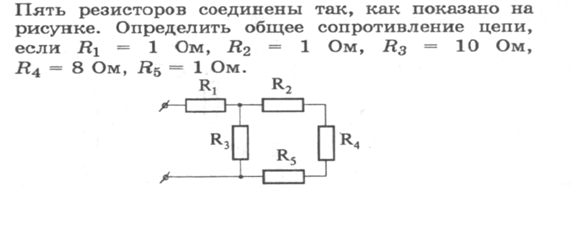 Пять резисторов соединены так, как показано на
рисунке. Определить общее сопротивление цепи,
если R₁ = 1 Ом, R₂ = 1 Ом, R₃ = 10 Ом,
R₄ = 8 Ом, R₅ = 1 Ом.
R₁ R₂
R₃ R₄
R₅